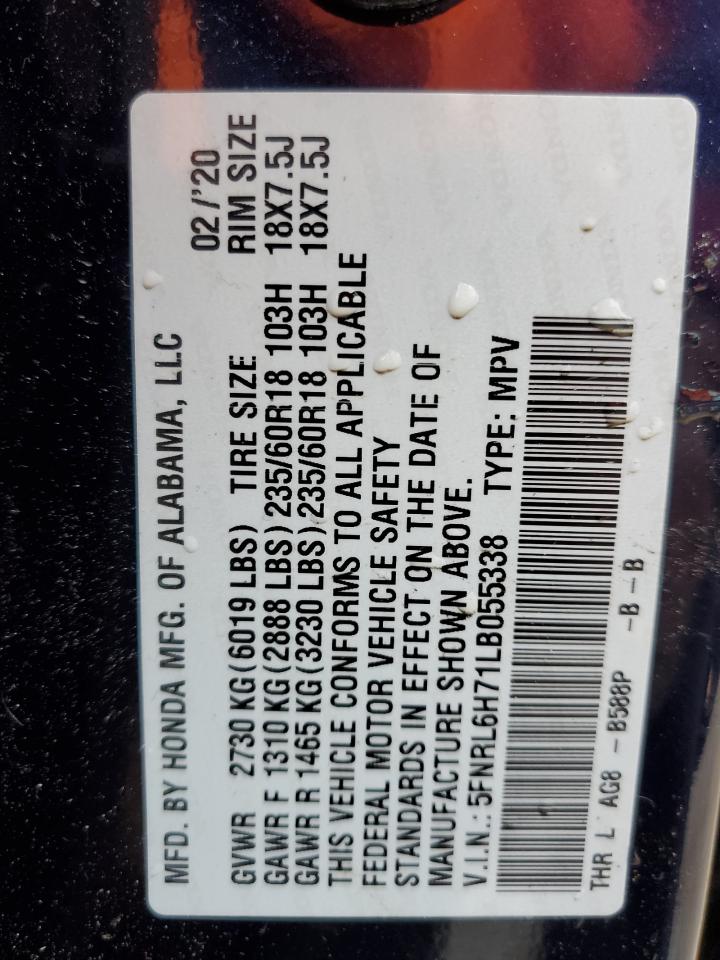 MFD. BY HONDA MFG. OF ALABAMA, LLC
02/'20
GVWR 2730 KG(6019 LBS) TIRE SIZE RIM SIZE
GAWR F 1310 KG(2888 LBS)235/60R18 103H 18X7.5J
GAWR R 1465 KG(3230 LBS)235/60R18 103H 18X7.5J
THIS VEHICLE CONFORMS TO ALL APPLICABLE
FEDERAL MOTOR VEHICLE SAFETY
STANDARDS IN EFFECT ON THE DATE OF
MANUFACTURE SHOWN ABOVE.
V.I.N.: 5FNRL6H71LB055338 TYPE: MPV
THR L AG8 -B588P -B-B